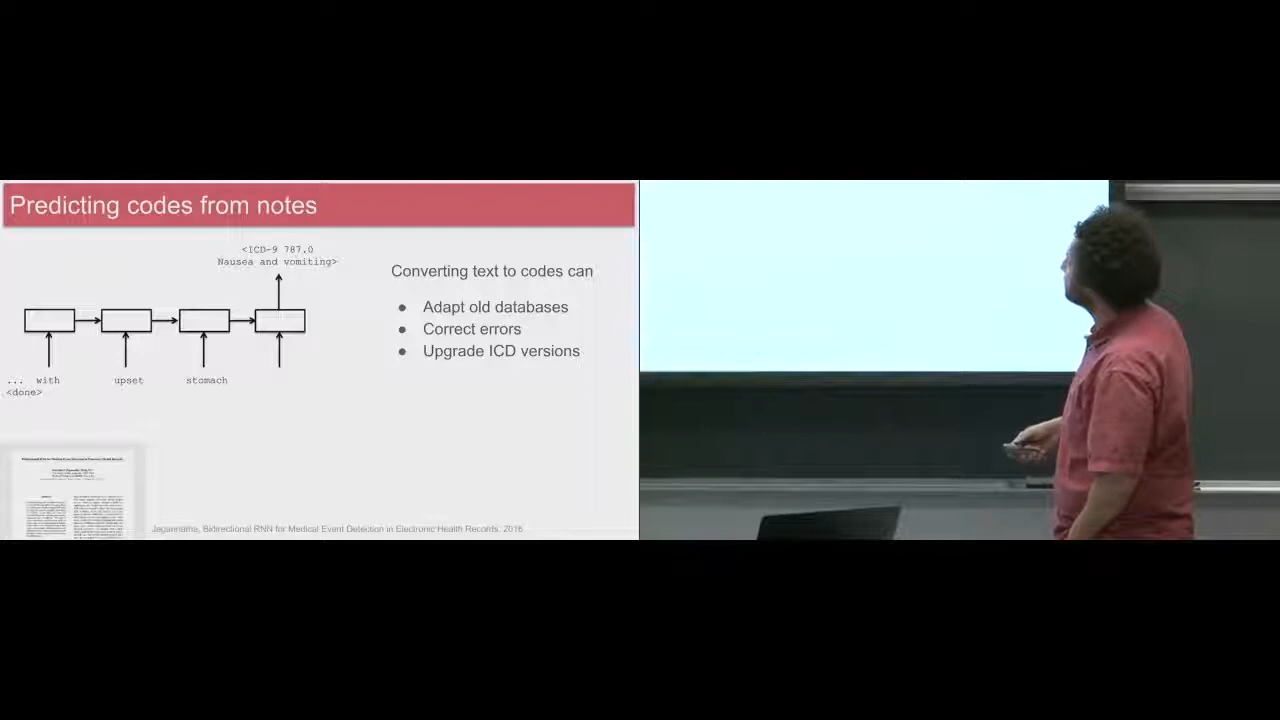 Predicting codes from notes
<ICD-9 787.0
Nausea and vomiting>
... with upset stomach
<done>
Converting text to codes can
● Adapt old databases
● Correct errors
● Upgrade ICD versions
Jagannatha, Bidirectional RNN for Medical Event Detection in Electronic Health Records. 2016